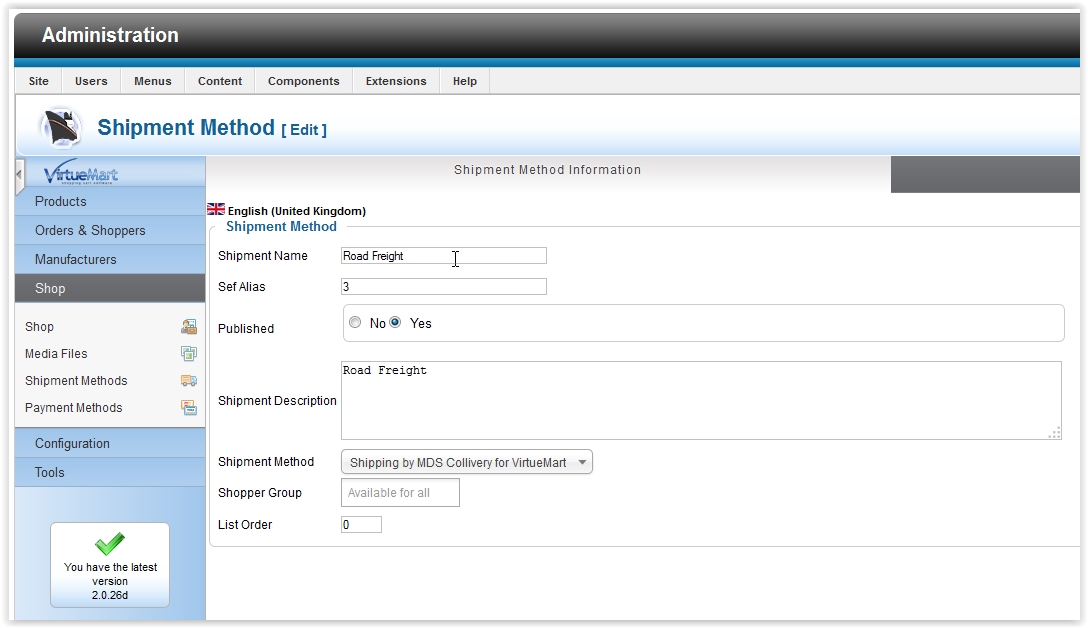 Administration
Site Users Menus Content Components Extensions Help
Shipment Method [ Edit ]
VirtueMart
shopping cart software
Shipment Method Information
Products
Orders & Shoppers
Manufacturers
Shop
Shop
Media Files
Shipment Methods
Payment Methods
Configuration
Tools
You have the latest
version
2.0.26d
English (United Kingdom)
Shipment Method
Shipment Name Road Freight
Sef Alias 3
Published No Yes
Shipment Description Road Freight
Shipment Method Shipping by MDS Collivery for VirtueMart
Shopper Group Available for all
List Order 0